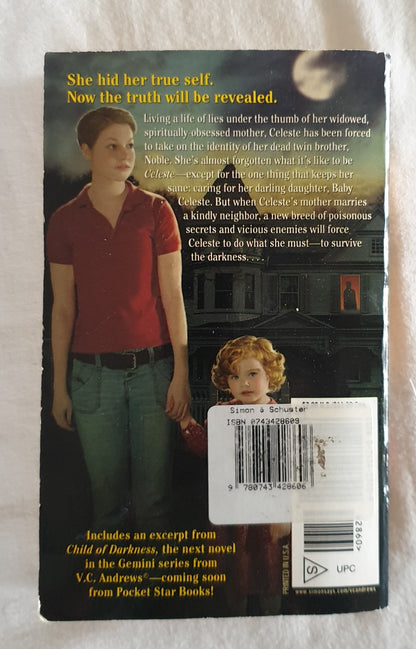 She hid her true self.
Now the truth will be revealed.
Living a life of lies under the thumb of her widowed,
spiritually obsessed mother, Celeste has been forced
to take on the identity of her dead twin brother,
Noble. She's almost forgotten what it's like to be
Celeste—except for the one thing that keeps her
sane: caring for her darling daughter, Baby
Celeste. But when Celeste's mother marries
a kindly neighbor, a new breed of poisonous
secrets and vicious enemies will force
Celeste to do what she must—to survive
the darkness. . . .
Simon & Schuster
ISBN 0743428609
9 780743 428606
2860>
S
UPC
PRINTED IN U.S.A.
www.simonsays.com/vcandrews
Includes an excerpt from
Child of Darkness, the next novel
in the Gemini series from
V.C. Andrews®—coming soon
from Pocket Star Books!